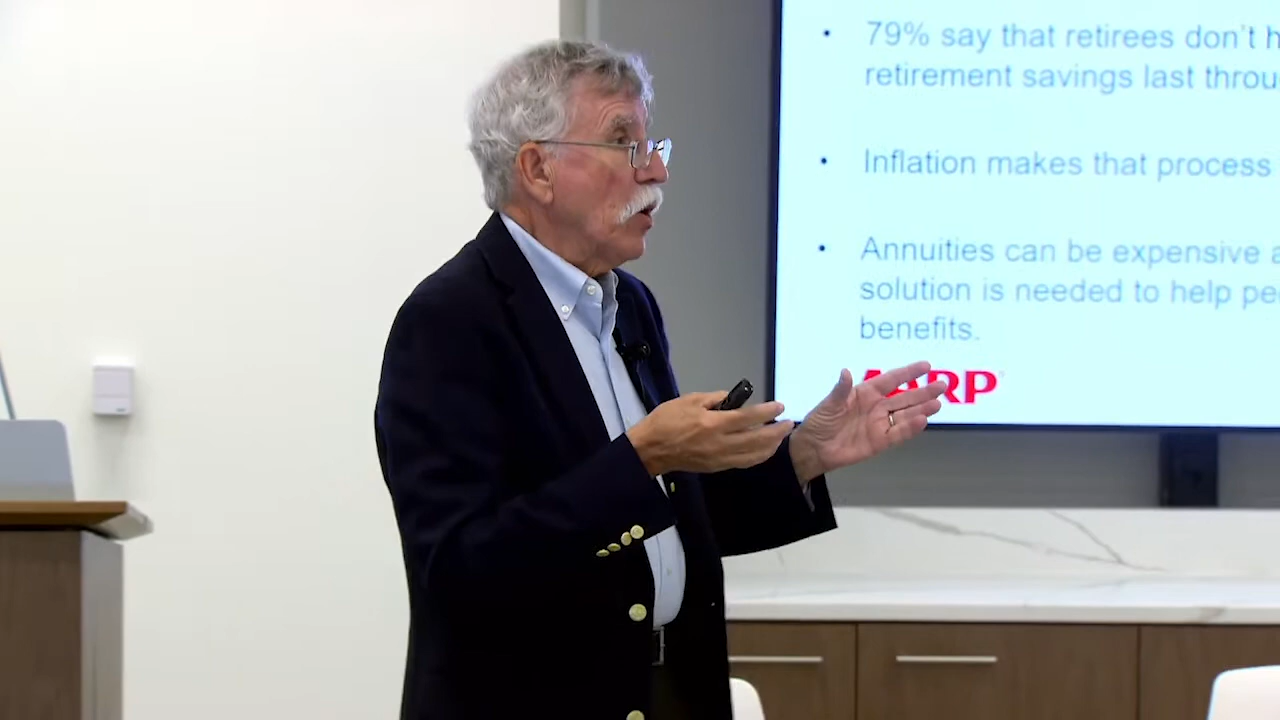 • 79% say that retirees don't h
retirement savings last throu
• Inflation makes that process
• Annuities can be expensive a
solution is needed to help pe
benefits.
AARP